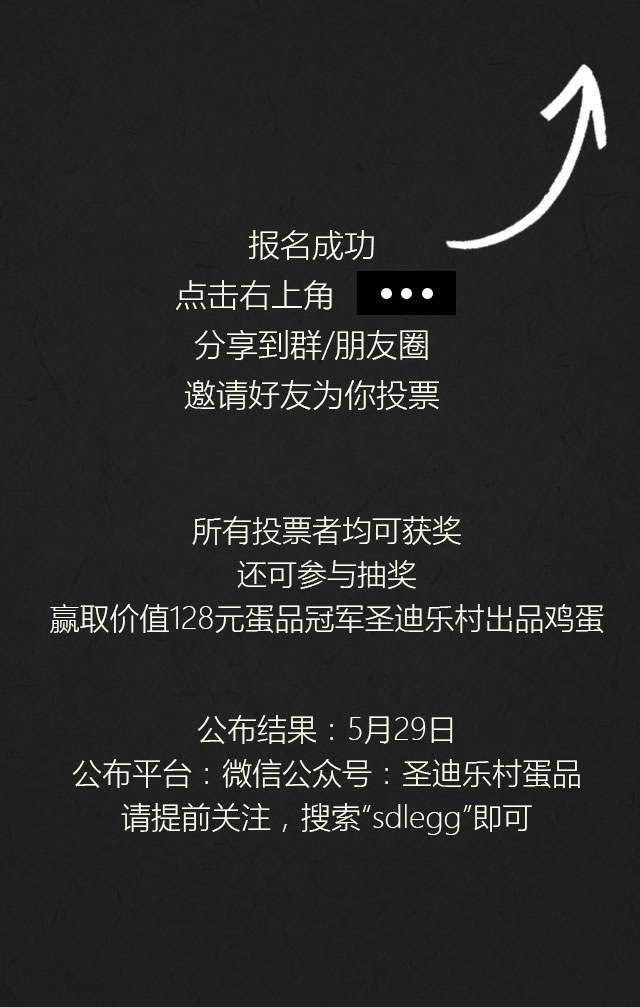 报名成功
点击右上角
分享到群/朋友圈
邀请好友为你投票
所有投票者均可获奖
还可参与抽奖
赢取价值128元蛋品冠军圣迪乐村出品鸡蛋
公布结果：5月29日
公布平台：微信公众号：圣迪乐村蛋品
请提前关注，搜索“sdlegg”即可